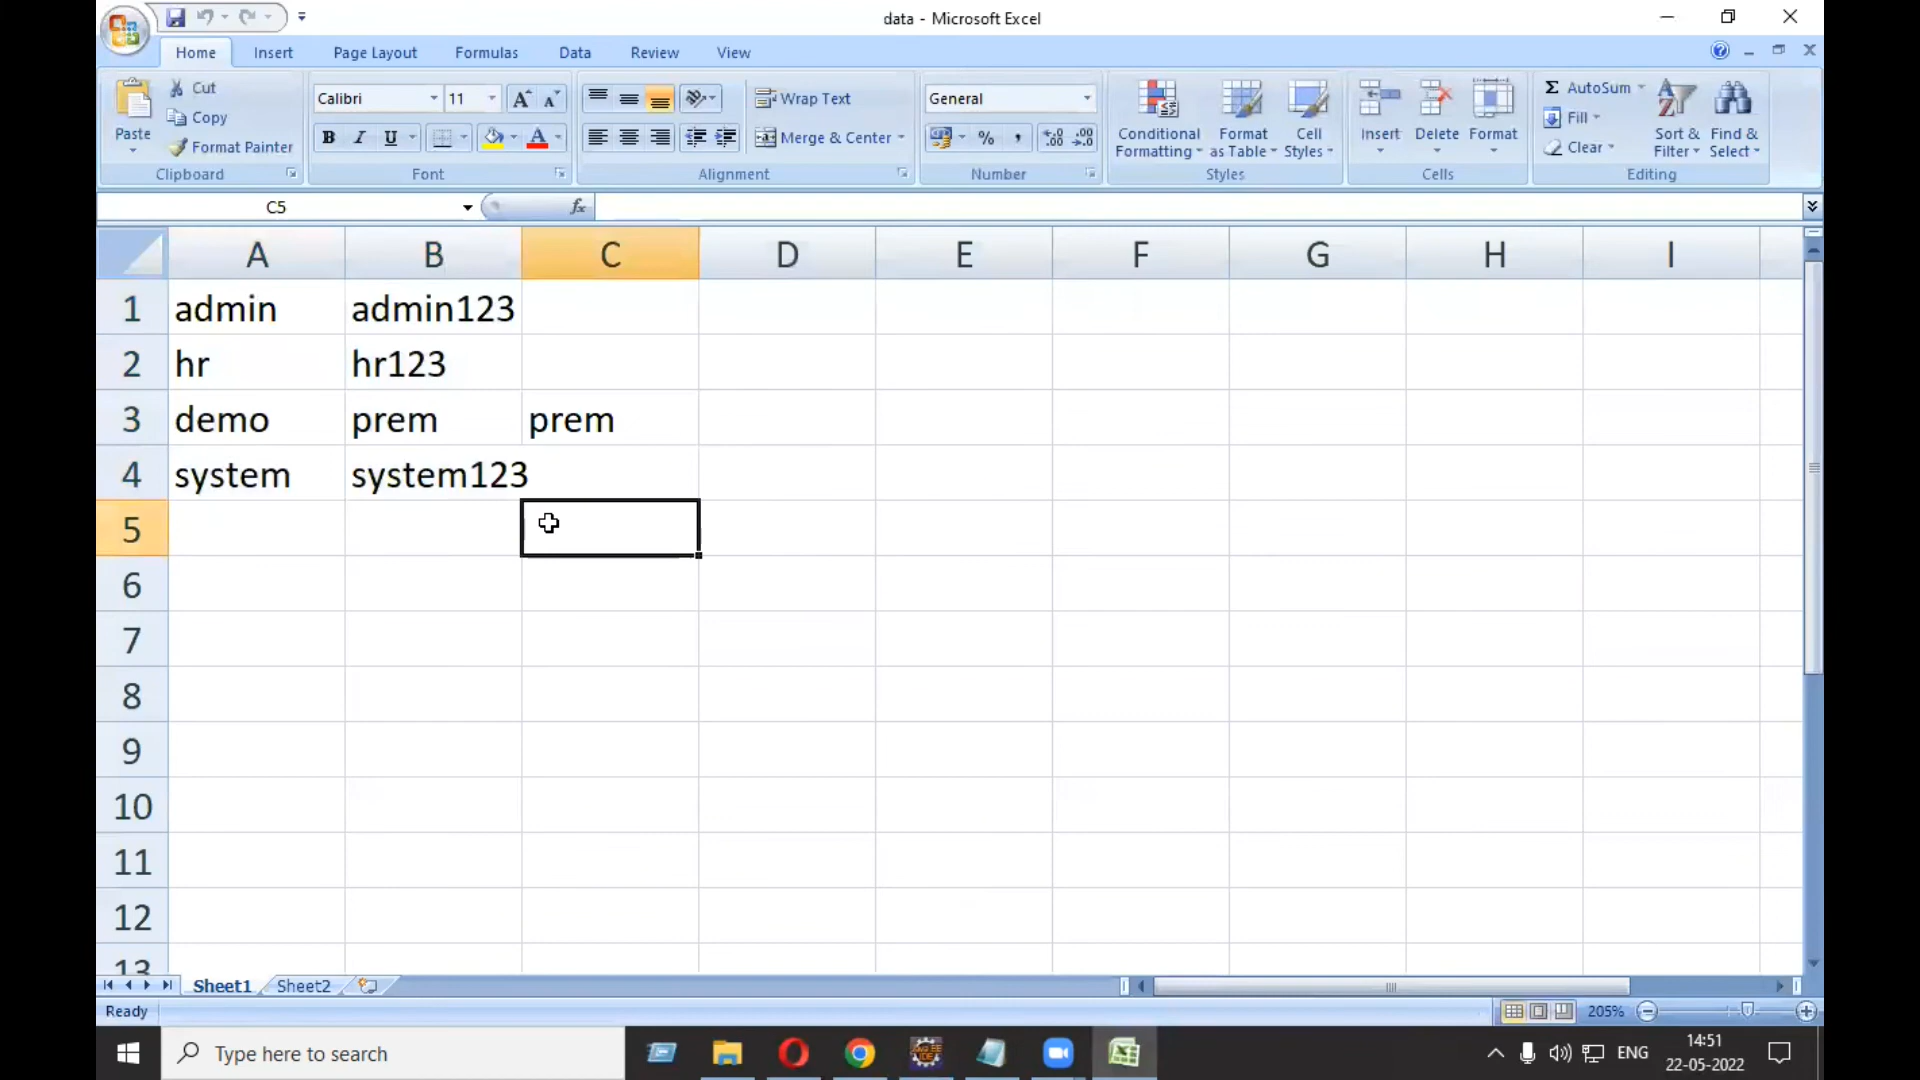 data - Microsoft Excel
Home Insert Page Layout Formulas Data Review View
Paste
Cut
Copy
Format Painter
Clipboard
Calibri 11
B I U
Font
Wrap Text
Merge & Center
Alignment
General
%
Number
Conditional Formatting
Format as Table
Cell Styles
Styles
Insert Delete Format
Cells
AutoSum
Fill
Clear
Sort & Filter
Find & Select
Editing
C5 fx
A B C D E F G H I
1 admin admin123
2 hr hr123
3 demo prem prem
4 system system123
5
6
7
8
9
10
11
12
13
Sheet1 Sheet2
Ready 205%
Type here to search
ENG
14:51
22-05-2022